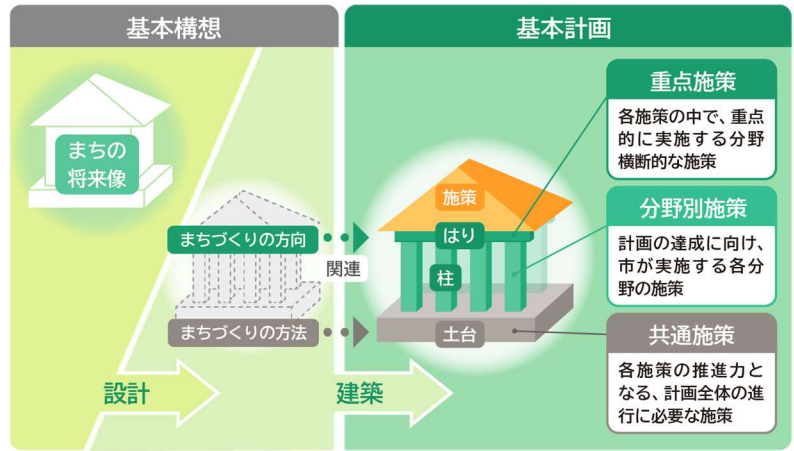 基本構想
まちの
将来像
まちづくりの方向
関連
まちづくりの方法
設計
建築
基本計画
施策
はり
柱
土台
重点施策
各施策の中で、重点
的に実施する分野
横断的な施策
分野別施策
計画の達成に向け、
市が実施する各分
野の施策
共通施策
各施策の推進力と
なる、計画全体の進
行に必要な施策